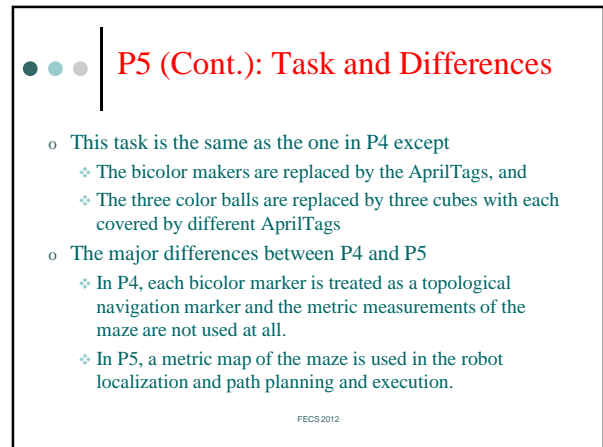 P5 (Cont.): Task and Differences
o This task is the same as the one in P4 except
❖ The bicolor makers are replaced by the AprilTags, and
❖ The three color balls are replaced by three cubes with each
covered by different AprilTags
o The major differences between P4 and P5
❖ In P4, each bicolor marker is treated as a topological
navigation marker and the metric measurements of the
maze are not used at all.
❖ In P5, a metric map of the maze is used in the robot
localization and path planning and execution.
FECS 2012